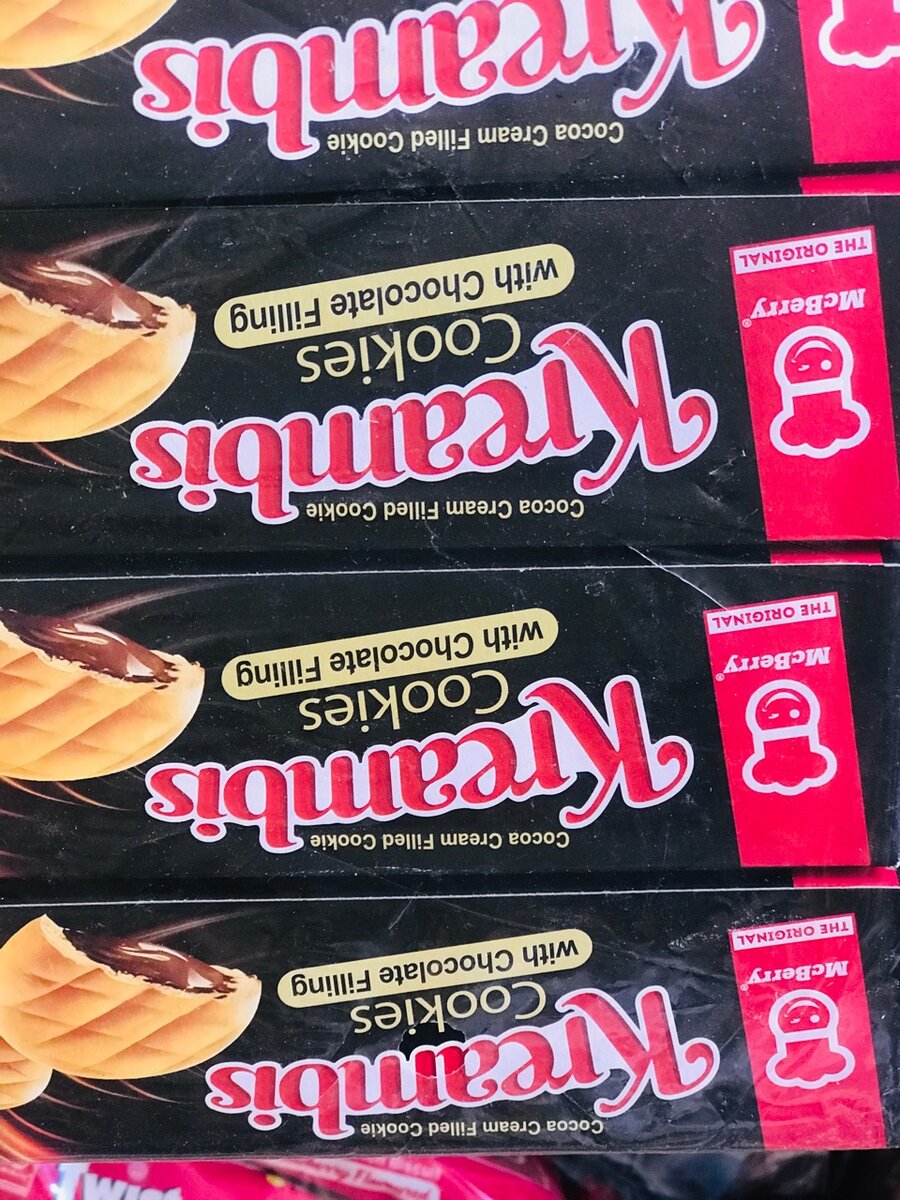 Cocoa Cream Filled Cookie
Kreambis
Cocoa Cream Filled Cookie
Kreambis
Cookies
with Chocolate Filling
McBerry®
THE ORIGINAL
Cocoa Cream Filled Cookie
Kreambis
Cookies
with Chocolate Filling
McBerry®
THE ORIGINAL
Cocoa Cream Filled Cookie
Kreambis
Cookies
with Chocolate Filling
McBerry®
THE ORIGINAL
Twist